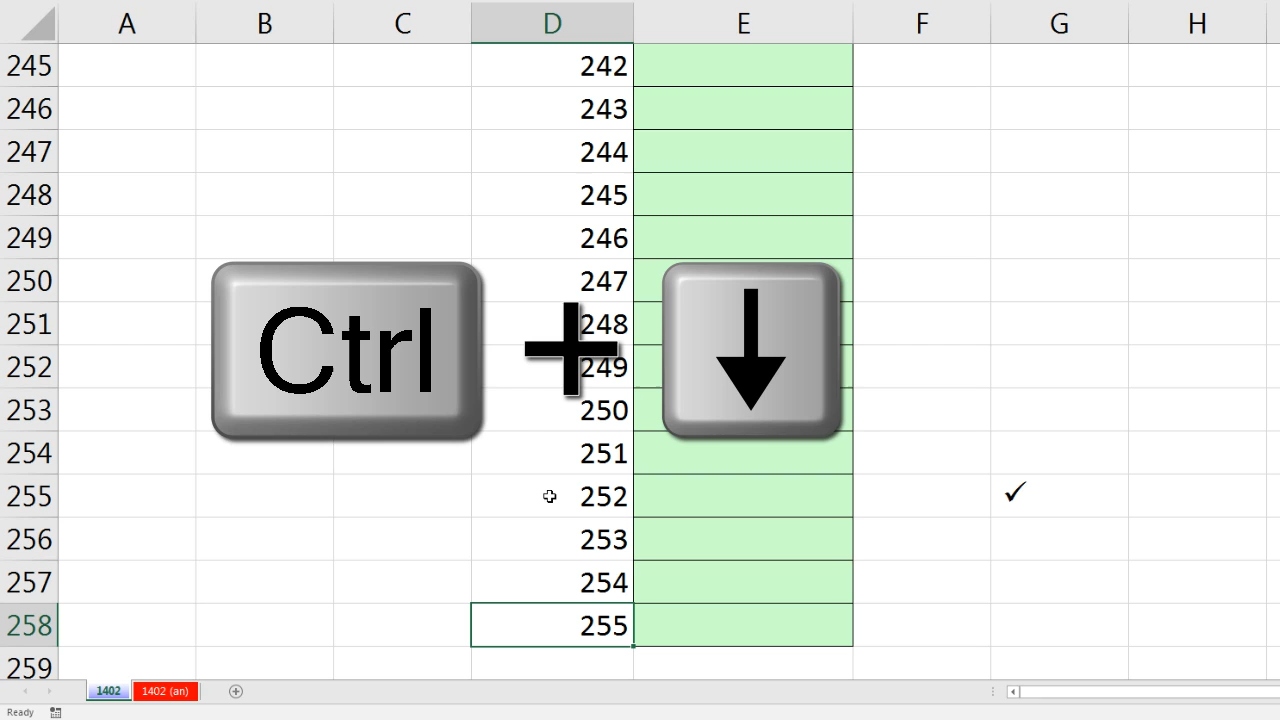 A B C D E F G H
245 242
246 243
247 244
248 245
249 246
250 247
251 248
252 249
253 250
254 251
255 252 ✓
256 253
257 254
258 255
259
Ctrl + ↓
1402 1402 (an)
Ready